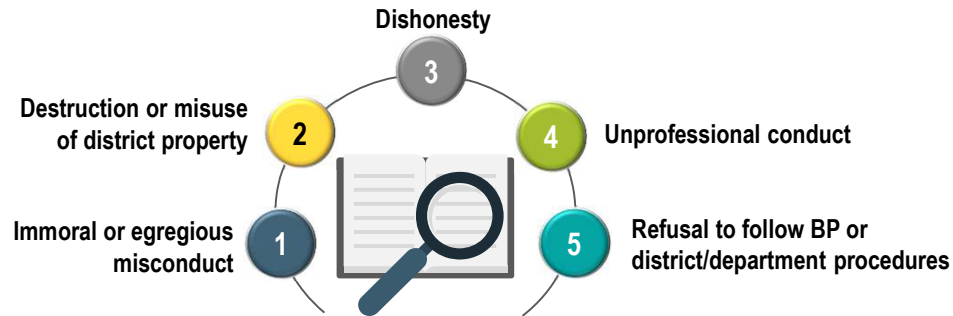 Dishonesty
3
Destruction or misuse
of district property
2
4
Unprofessional conduct
Immoral or egregious
misconduct
1
5
Refusal to follow BP or
district/department procedures